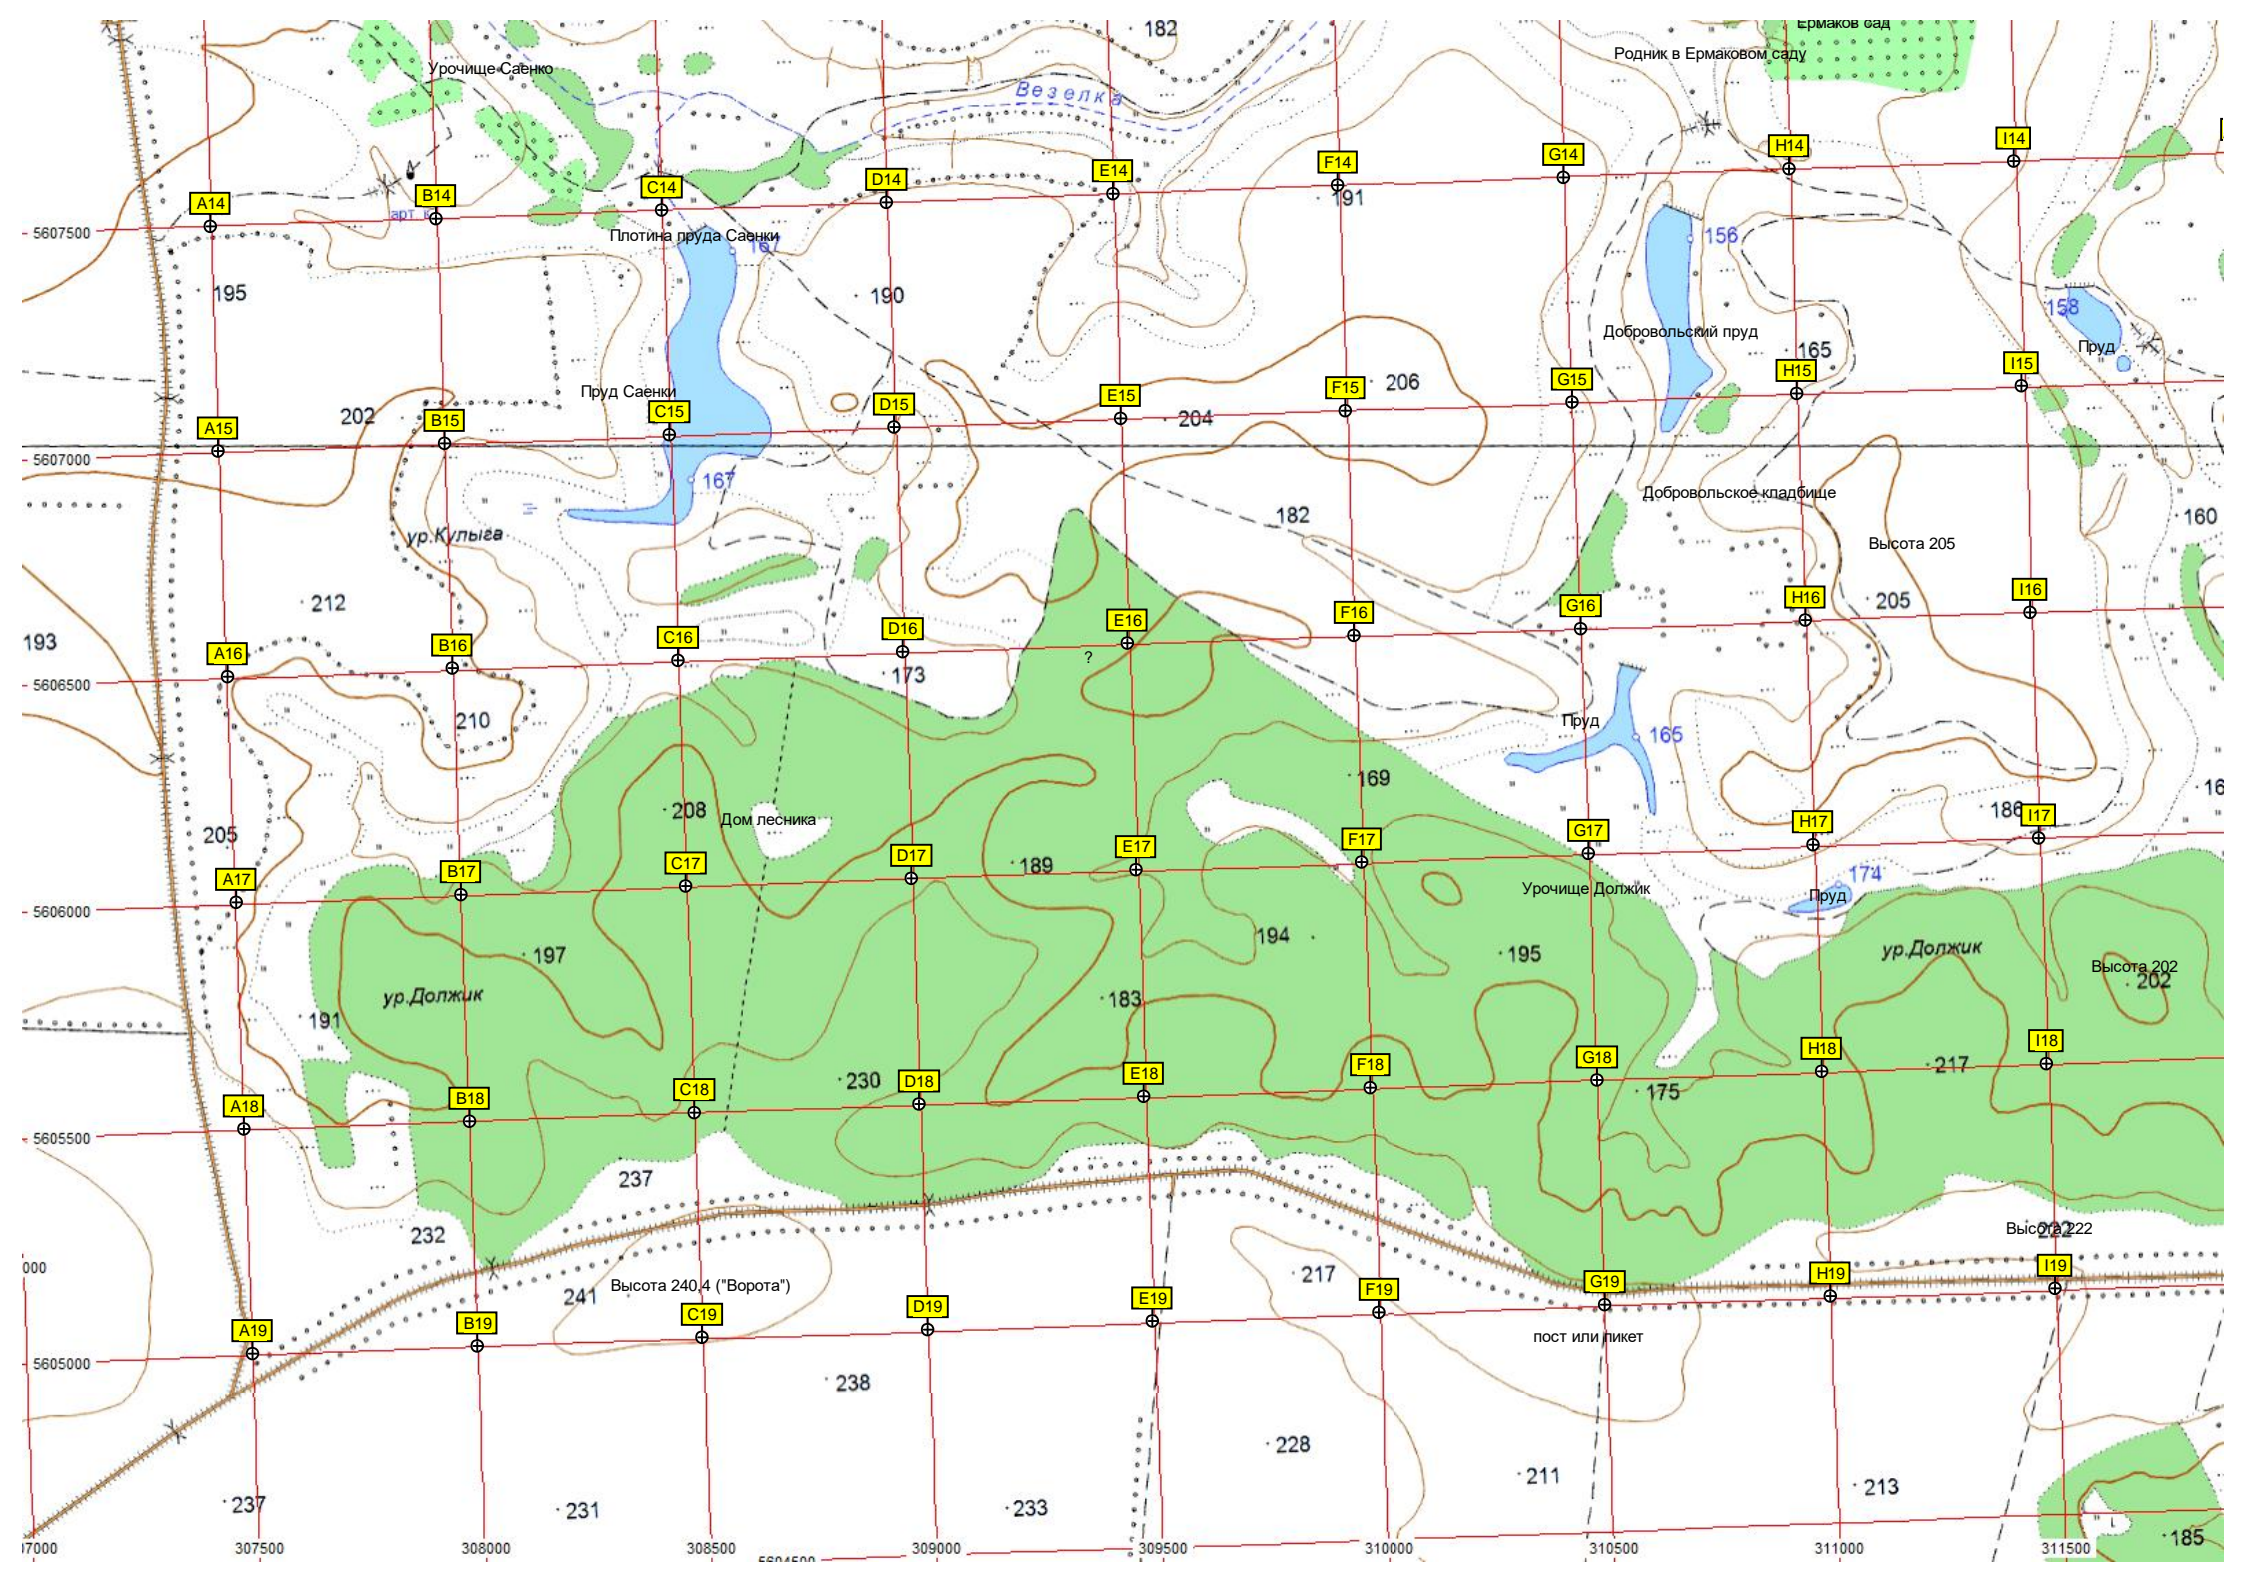 Ермаков сад
182
Родник в Ермаковом саду
Урочище Саенко
Везелка
I14
H14
G14
F14
E14
D14
C14
B14
A14
арт. к
191
5607500
Плотина пруда Саенки
167
156
195
190
158
Добровольский пруд
Пруд
165
I15
H15
G15
206
F15
Пруд Саенки
E15
D15
C15
B15
A15
202
204
5607000
167
Добровольское кладбище
182
160
ур.Кулыга
Высота 205
212
205
I16
H16
G16
F16
E16
D16
C16
B16
A16
193
?
173
5606500
210
Пруд
165
169
16
208
Дом лесника
186
I17
H17
G17
F17
E17
D17
C17
B17
A17
205
189
174
Урочище Должик
Пруд
5606000
194
195
197
ур.Должик
ур.Должик
Высота 202
202
183
191
I18
H18
G18
F18
E18
D18
C18
B18
A18
230
217
175
5605500
237
232
Высота 222
222
000
217
241
Высота 240,4 ("Ворота")
I19
H19
G19
F19
E19
D19
C19
B19
A19
пост или пикет
5605000
238
228
211
213
237
231
233
185
7000
307500
308000
308500
5604500
309000
309500
310000
310500
311000
311500